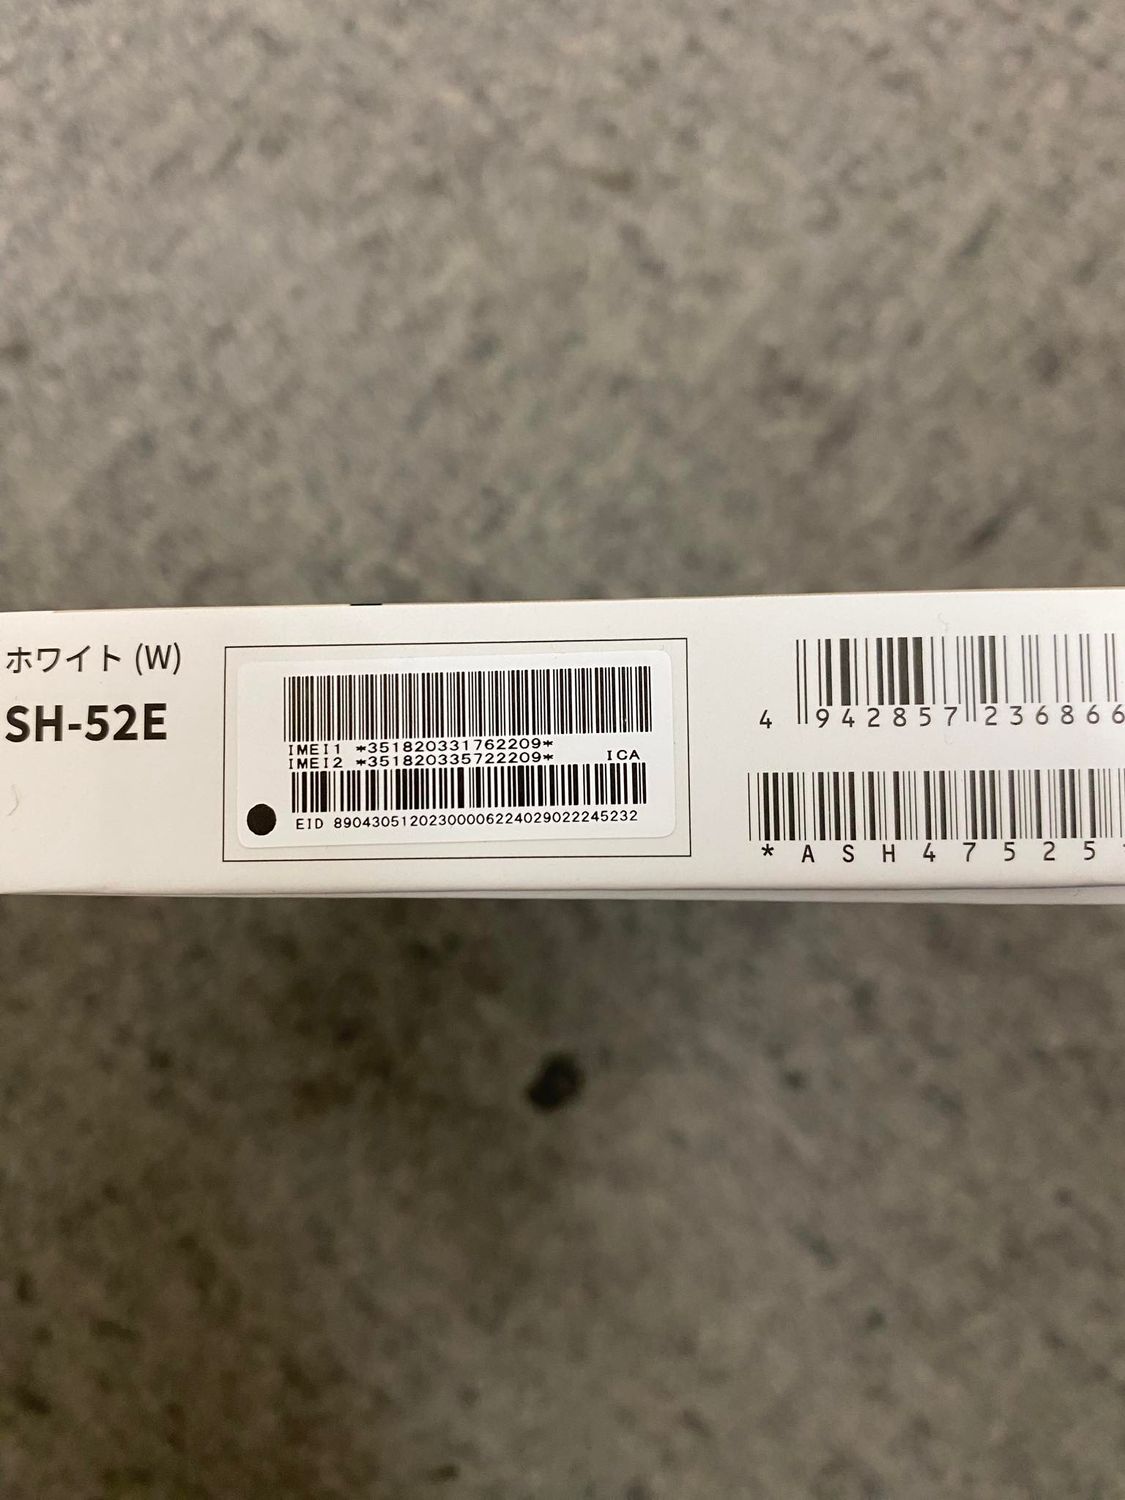 ホワイト (W)
SH-52E
IMEI1 *351820331762209*
IMEI2 *351820335722209* ICA
EID 89043051202300006224029022245232
4 942857 236866
*ASH47525